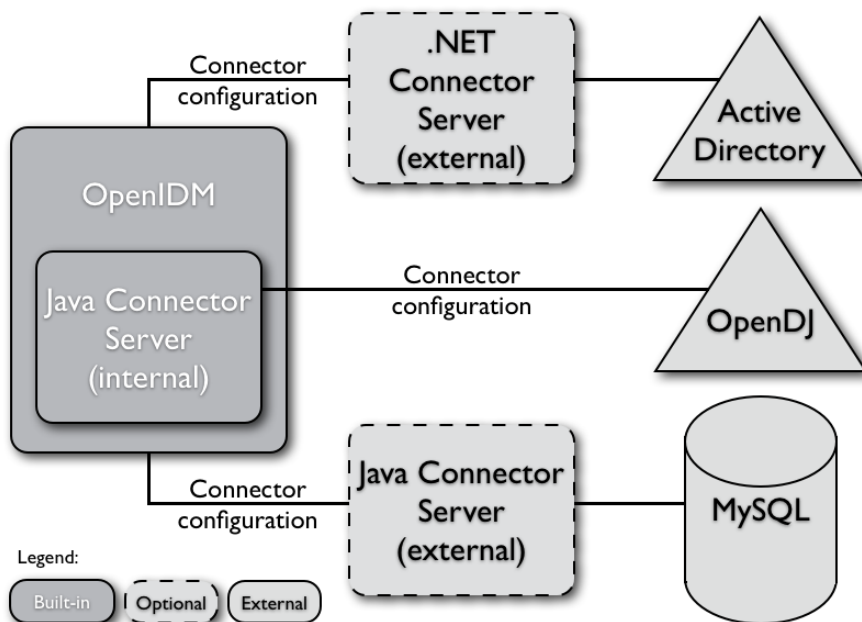 Connector
configuration
.NET
Connector
Server
(external)
Active
Directory
OpenIDM
Java Connector
Server
(internal)
Connector
configuration
OpenDJ
Connector
configuration
Java Connector
Server
(external)
MySQL
Legend:
Built-in
Optional
External